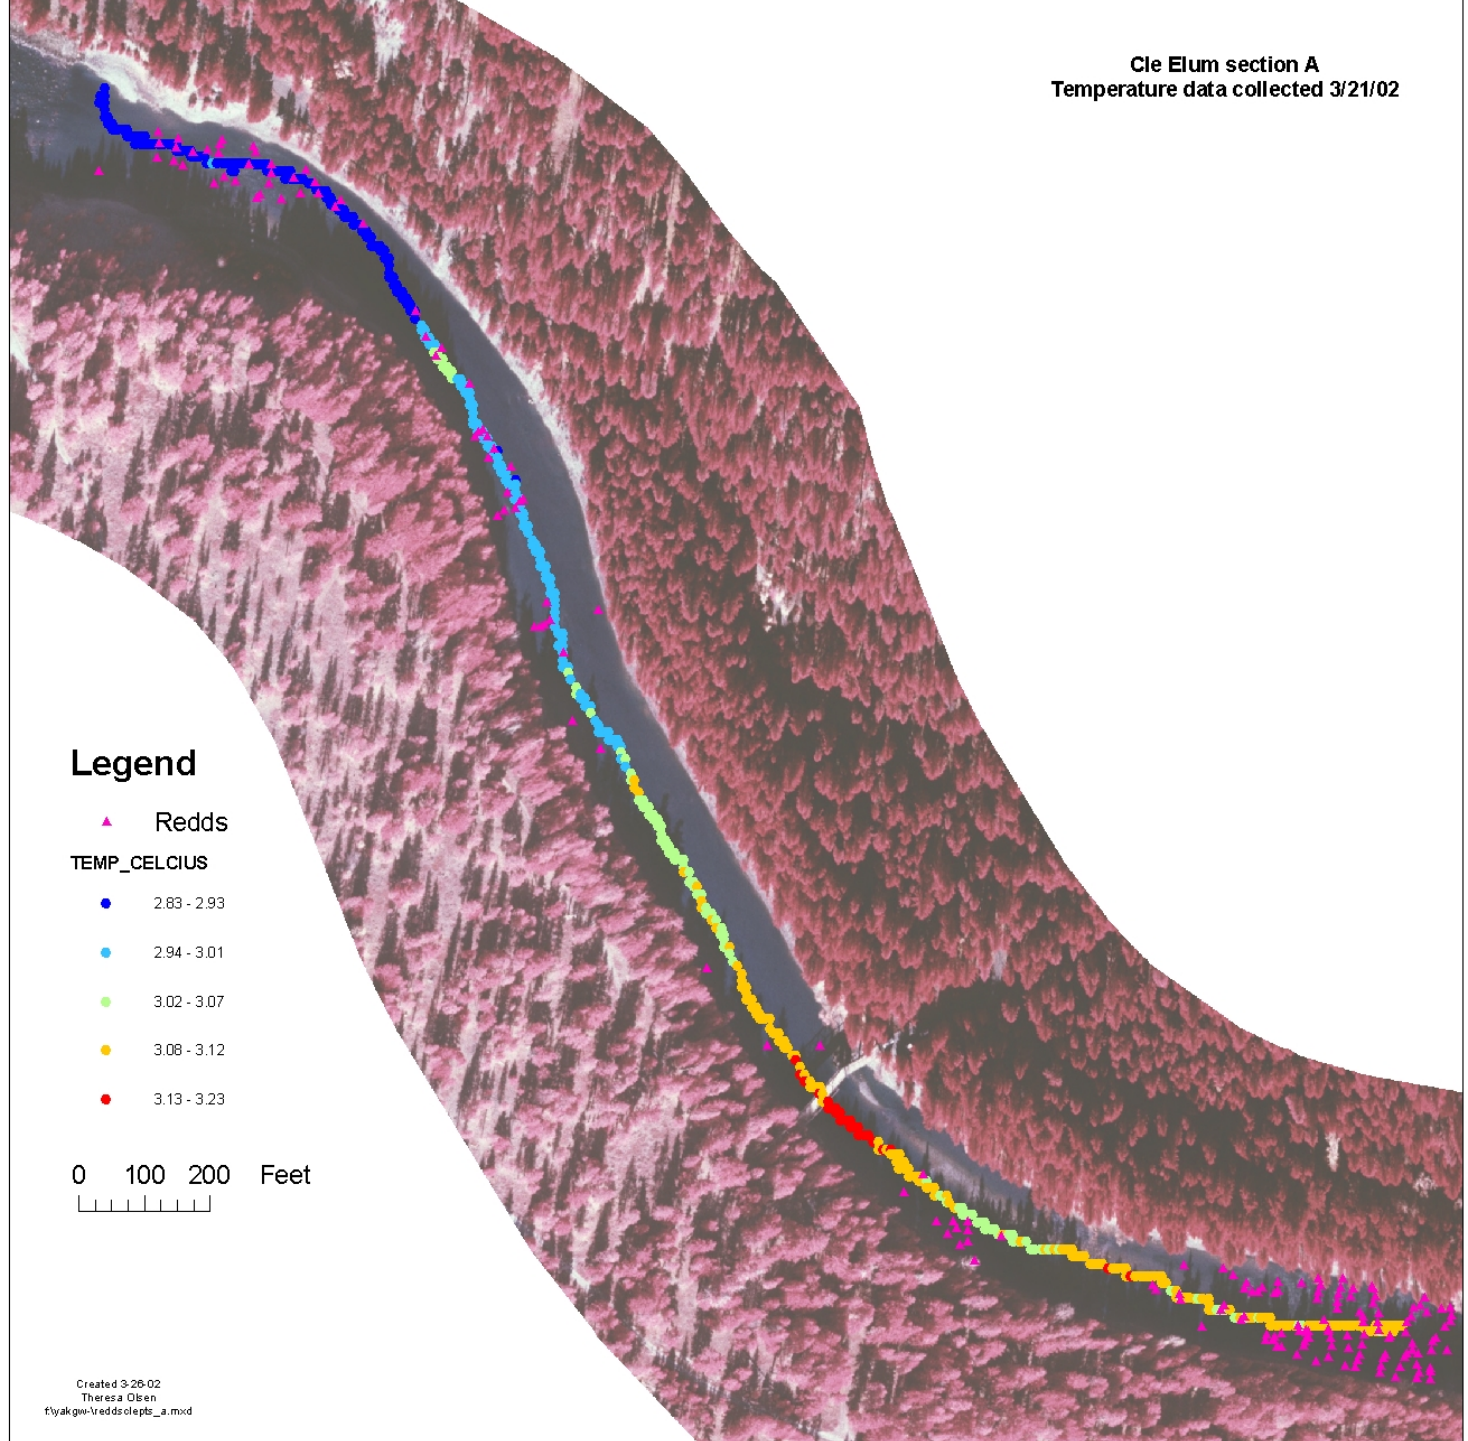 Cle Elum section A
Temperature data collected 3/21/02
Legend
Redds
TEMP_CELCIUS
2.83 - 2.93
2.94 - 3.01
3.02 - 3.07
3.08 - 3.12
3.13 - 3.23
0 100 200 Feet
Created 3-26-02
Theresa Olsen
f:\yakgw-\reddsclepts_a.mxd